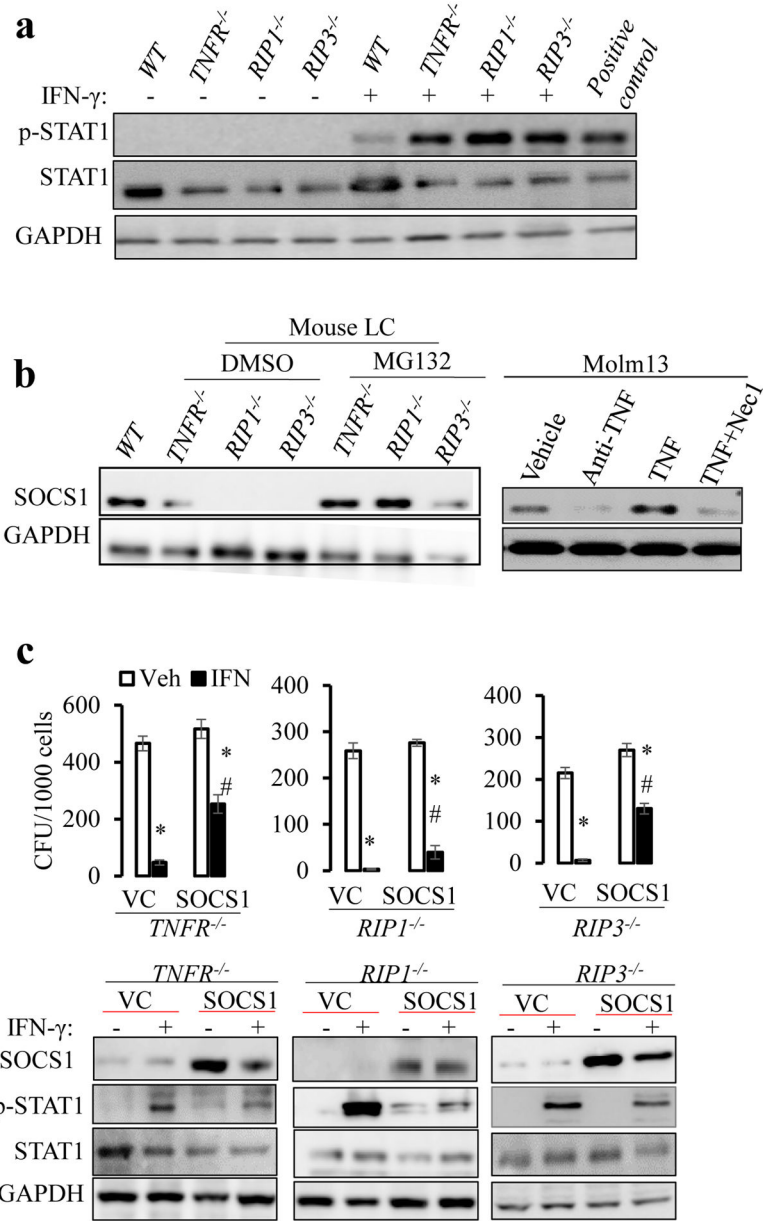 a
WT TNFR-/- RIP1-/- RIP3-/- WT TNFR-/- RIP1-/- RIP3-/- Positive control
IFN-γ: - - - - + + + +
p-STAT1
STAT1
GAPDH
b
Mouse LC
DMSO MG132 Molm13
WT TNFR-/- RIP1-/- RIP3-/- TNFR-/- RIP1-/- RIP3-/- Vehicle Anti-TNF TNF TNF+Nec1
SOCS1
GAPDH
c
Veh IFN
CFU/1000 cells
600 400 200 0
* * #
VC SOCS1
TNFR-/-
400 300 200 100 0
* * #
VC SOCS1
RIP1-/-
400 300 200 100 0
* * #
VC SOCS1
RIP3-/-
TNFR-/- RIP1-/- RIP3-/-
VC SOCS1 VC SOCS1 VC SOCS1
IFN-γ: - + - + - + - + - + - +
SOCS1
p-STAT1
STAT1
GAPDH